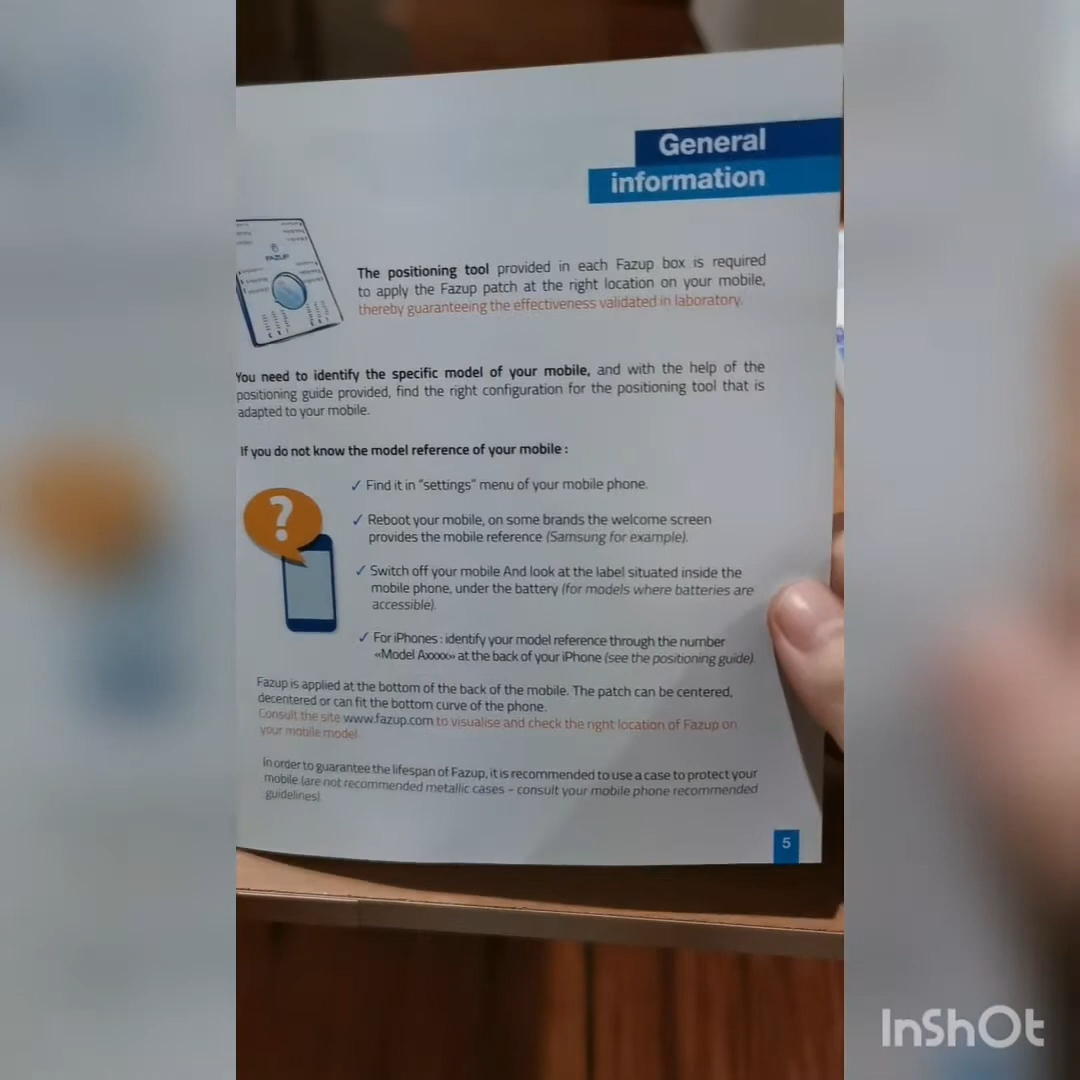 General
information
FAZUP
The positioning tool provided in each Fazup box is required
to apply the Fazup patch at the right location on your mobile,
thereby guaranteeing the effectiveness validated in laboratory.
You need to identify the specific model of your mobile, and with the help of the
positioning guide provided, find the right configuration for the positioning tool that is
adapted to your mobile.
If you do not know the model reference of your mobile :
✓ Find it in "settings" menu of your mobile phone.
?
✓ Reboot your mobile, on some brands the welcome screen
provides the mobile reference (Samsung for example).
✓ Switch off your mobile And look at the label situated inside the
mobile phone, under the battery (for models where batteries are
accessible).
✓ For iPhones : identify your model reference through the number
«Model Axxxx» at the back of your iPhone (see the positioning guide)
Fazup is applied at the bottom of the back of the mobile. The patch can be centered,
decentered or can fit the bottom curve of the phone.
Consult the site www.fazup.com to visualise and check the right location of Fazup on
your mobile model.
In order to guarantee the lifespan of Fazup, it is recommended to use a case to protect your
mobile (are not recommended metallic cases – consult your mobile phone recommended
guidelines)
5
InShOt